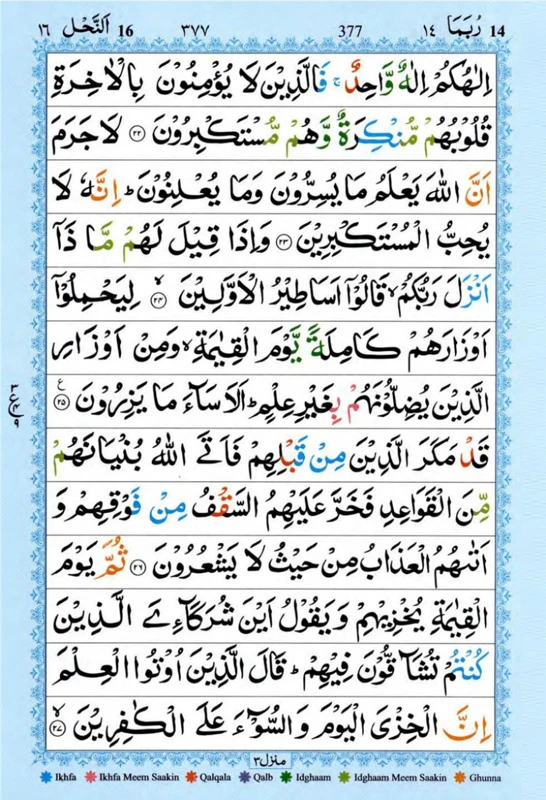 16 اَلنَّحْل ١٦ 377 ٣٧٧ 14 رُبَمَا ١٤
اِلٰهُكُمْ اِلٰهٌ وَّاحِدٌ ۚ فَالَّذِيْنَ لَا يُؤْمِنُوْنَ بِالْاٰخِرَةِ
قُلُوْبُهُمْ مُّنْكِرَةٌ وَّهُمْ مُّسْتَكْبِرُوْنَ ﴿٢٢﴾ لَا جَرَمَ
اَنَّ اللّٰهَ يَعْلَمُ مَا يُسِرُّوْنَ وَمَا يُعْلِنُوْنَ ؕ اِنَّهٗ لَا
يُحِبُّ الْمُسْتَكْبِرِيْنَ ﴿٢٣﴾ وَاِذَا قِيْلَ لَهُمْ مَّا ذَاۤ
اَنْزَلَ رَبُّكُمْ ۙ قَالُوْۤا اَسَاطِيْرُ الْاَوَّلِيْنَ ﴿٢٤﴾ ۙ لِيَحْمِلُوْۤا
اَوْزَارَهُمْ كَامِلَةً يَّوْمَ الْقِيٰمَةِ ۙ وَمِنْ اَوْزَارِ
الَّذِيْنَ يُضِلُّوْنَهُمْ بِغَيْرِ عِلْمٍ ؕ اَلَا سَآءَ مَا يَزِرُوْنَ ﴿٢٥﴾ ع
قَدْ مَكَرَ الَّذِيْنَ مِنْ قَبْلِهِمْ فَاَتَى اللّٰهُ بُنْيَانَهُمْ
مِّنَ الْقَوَاعِدِ فَخَرَّ عَلَيْهِمُ السَّقْفُ مِنْ فَوْقِهِمْ وَ
اَتٰىهُمُ الْعَذَابُ مِنْ حَيْثُ لَا يَشْعُرُوْنَ ﴿٢٦﴾ ثُمَّ يَوْمَ
الْقِيٰمَةِ يُخْزِيْهِمْ وَيَقُوْلُ اَيْنَ شُرَكَآءِىَ الَّذِيْنَ
كُنْتُمْ تُشَآقُّوْنَ فِيْهِمْ ؕ قَالَ الَّذِيْنَ اُوْتُوا الْعِلْمَ
اِنَّ الْخِزْىَ الْيَوْمَ وَ السُّوْٓءَ عَلَى الْكٰفِرِيْنَ ﴿٢٧﴾ ۙ
٣
ع
٩
منزل٣
Ikhfa Ikhfa Meem Saakin Qalqala Qalb Idghaam Idghaam Meem Saakin Ghunna